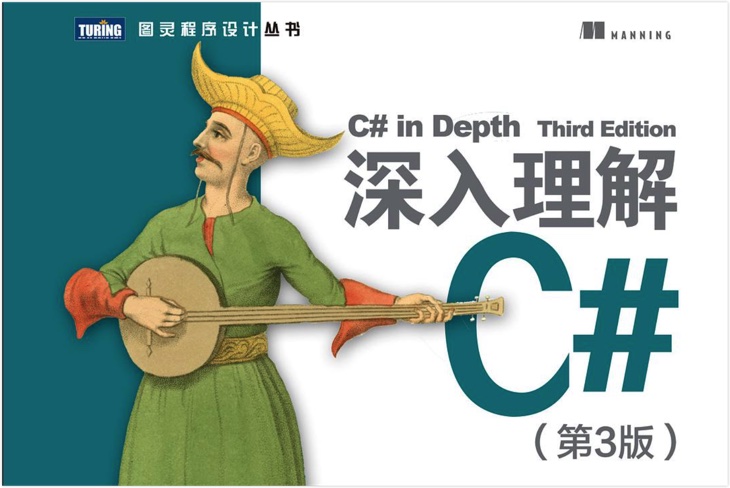 TURING 图灵程序设计丛书
MANNING
C# in Depth Third Edition
深入理解
C#
（第3版）